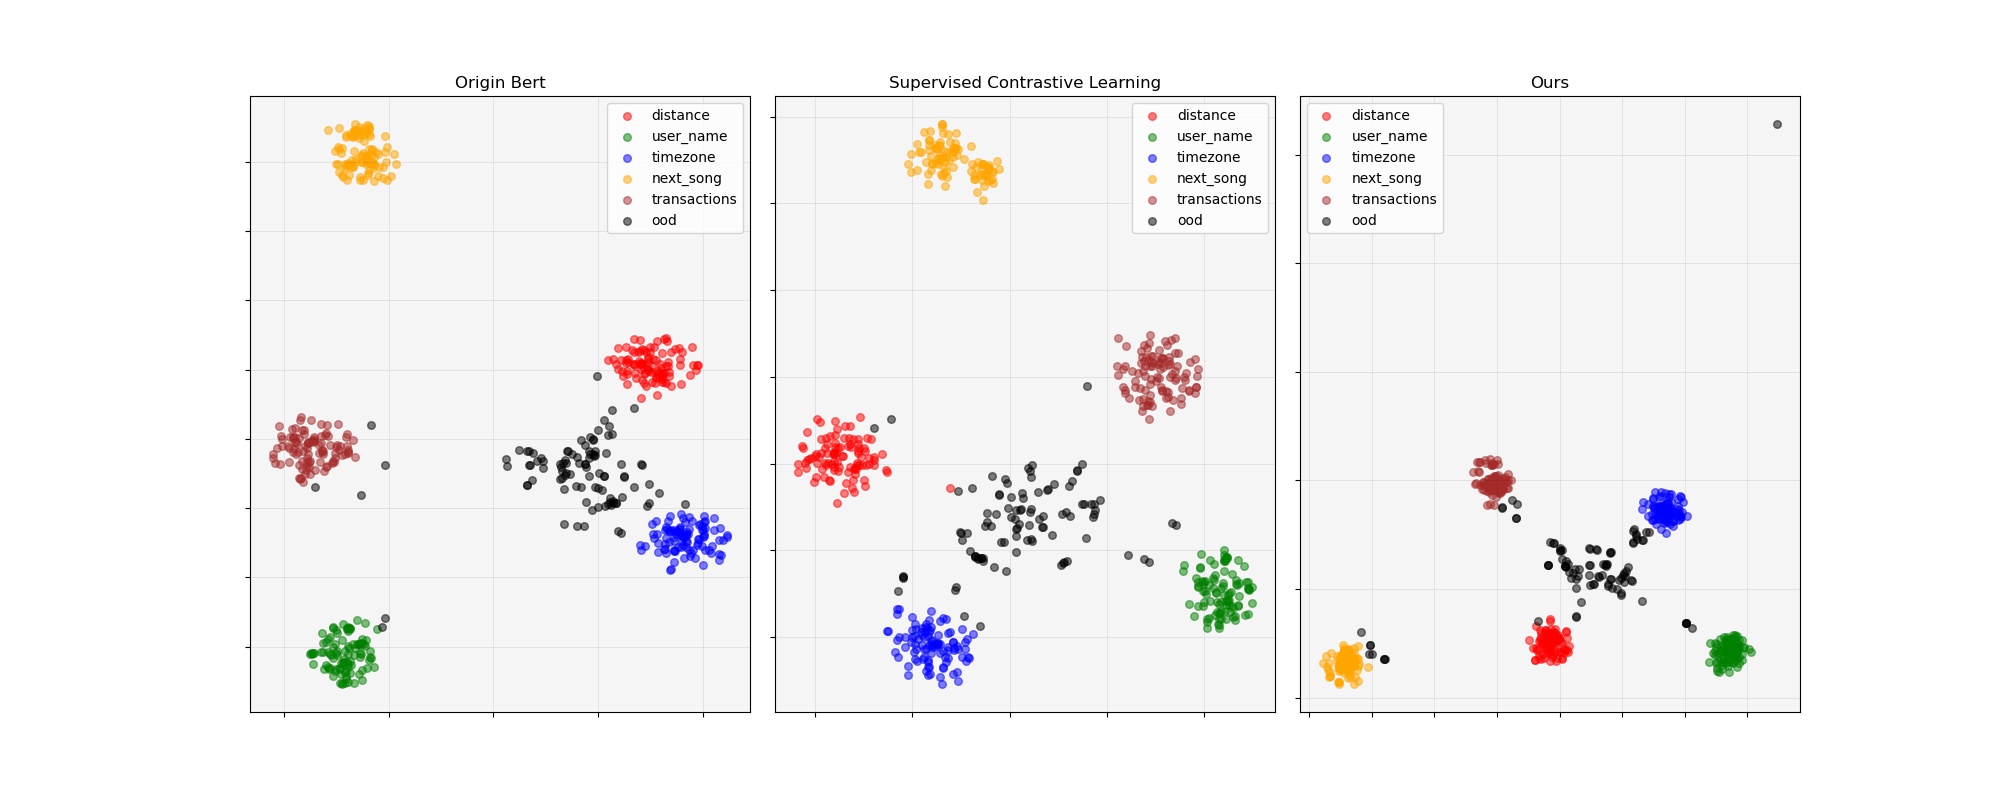 Origin Bert
distance
user_name
timezone
next_song
transactions
ood
Supervised Contrastive Learning
distance
user_name
timezone
next_song
transactions
ood
Ours
distance
user_name
timezone
next_song
transactions
ood